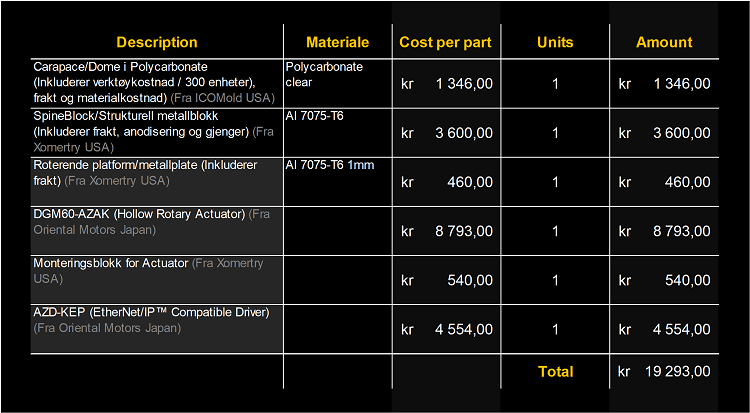 Description Materiale Cost per part Units Amount
Carapace/Dome i Polycarbonate
(Inkluderer verktøykostnad / 300 enheter),
frakt og materialkostnad) (Fra ICOMold USA)
Polycarbonate
clear
kr 1 346,00 1 kr 1 346,00
SpineBlock/Strukturell metallblokk
(Inkluderer frakt, anodisering og gjenger) (Fra
Xomertry USA)
Al 7075-T6
kr 3 600,00 1 kr 3 600,00
Roterende platform/metallplate (Inkluderer
frakt) (Fra Xomertry USA)
Al 7075-T6 1mm
kr 460,00 1 kr 460,00
DGM60-AZAK (Hollow Rotary Actuator) (Fra
Oriental Motors Japan)
kr 8 793,00 1 kr 8 793,00
Monteringsblokk for Actuator (Fra Xomertry
USA)
kr 540,00 1 kr 540,00
AZD-KEP (EtherNet/IP™ Compatible Driver)
(Fra Oriental Motors Japan)
kr 4 554,00 1 kr 4 554,00
Total kr 19 293,00